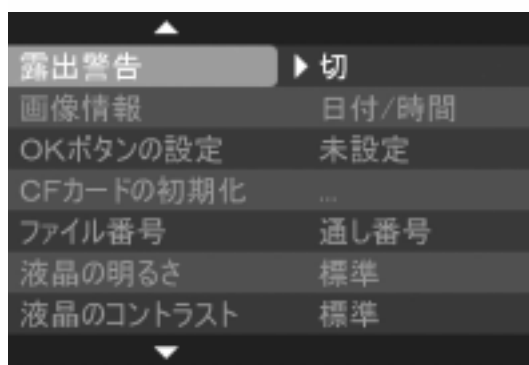 露出警告 切
画像情報 日付/時間
OKボタンの設定 未設定
CFカードの初期化 ...
ファイル番号 通し番号
液晶の明るさ 標準
液晶のコントラスト 標準